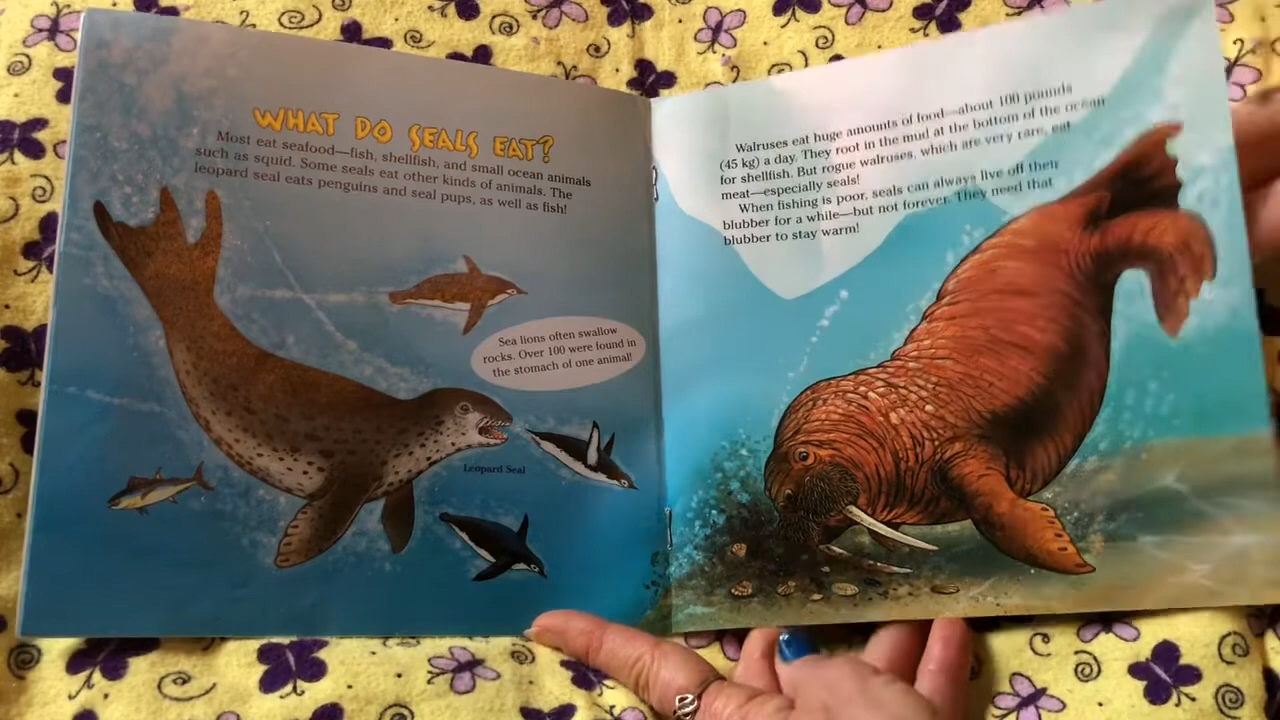 WHAT DO SEALS EAT?
Most eat seafood—fish, shellfish, and small ocean animals
such as squid. Some seals eat other kinds of animals. The
leopard seal eats penguins and seal pups, as well as fish!
Sea lions often swallow
rocks. Over 100 were found in
the stomach of one animal!
Leopard Seal
Walruses eat huge amounts of food—about 100 pounds
(45 kg) a day. They root in the mud at the bottom of the ocean
for shellfish. But rogue walruses, which are very rare, eat
meat—especially seals!
When fishing is poor, seals can always live off their
blubber for a while—but not forever. They need that
blubber to stay warm!